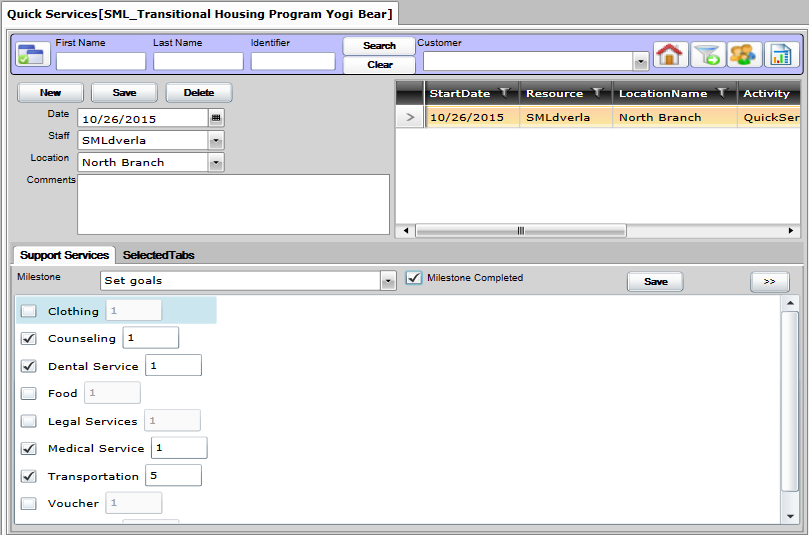 Quick Services[SML_Transitional Housing Program Yogi Bear]
First Name Last Name Identifier Search Customer
Clear
New Save Delete
StartDate Resource LocationName Activity
Date 10/26/2015
> 10/26/2015 SMLdverla North Branch QuickSer
Staff SMLdverla
Location North Branch
Comments
Support Services SelectedTabs
Milestone Set goals Milestone Completed Save >>
Clothing 1
Counseling 1
Dental Service 1
Food 1
Legal Services 1
Medical Service 1
Transportation 5
Voucher 1